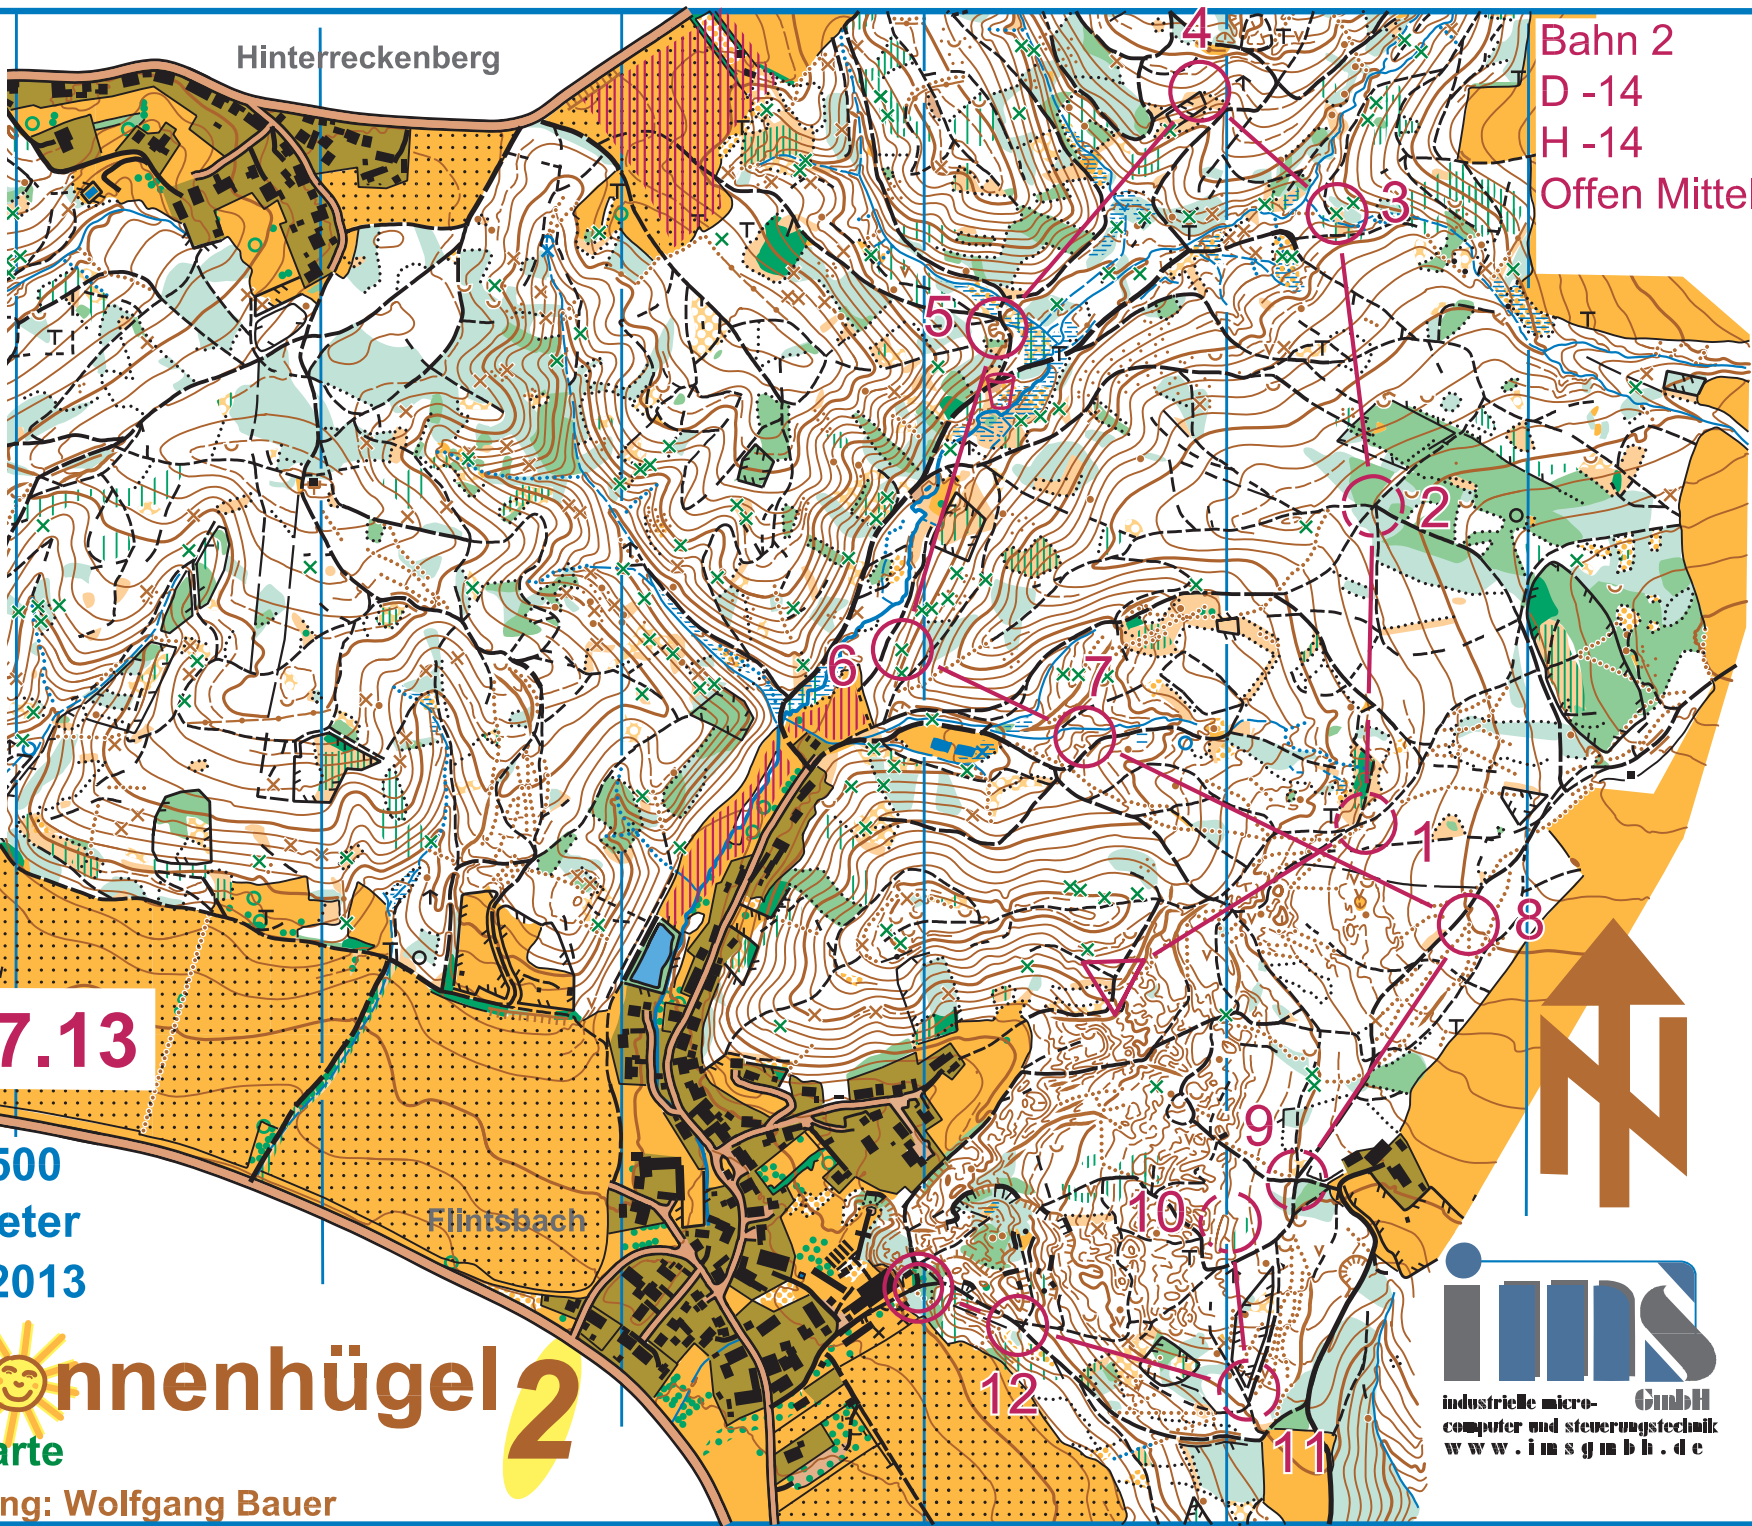 Hinterreckenberg
Bahn 2
D -14
H -14
Offen Mittel
4
3
5
2
6
7
1
8
7.13
9
10
500
eter
2013
Flintsbach
12
11
nnenhügel 2
arte
ng: Wolfgang Bauer
ims
industrielle micro- GmbH
computer und steuerungstechnik
www.imsgmbh.de